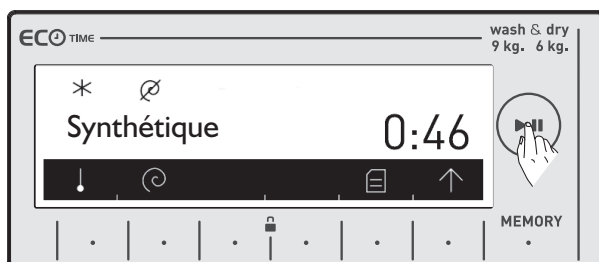 ECO TIME
wash & dry
9 kg. 6 kg.
Synthétique 0:46
MEMORY